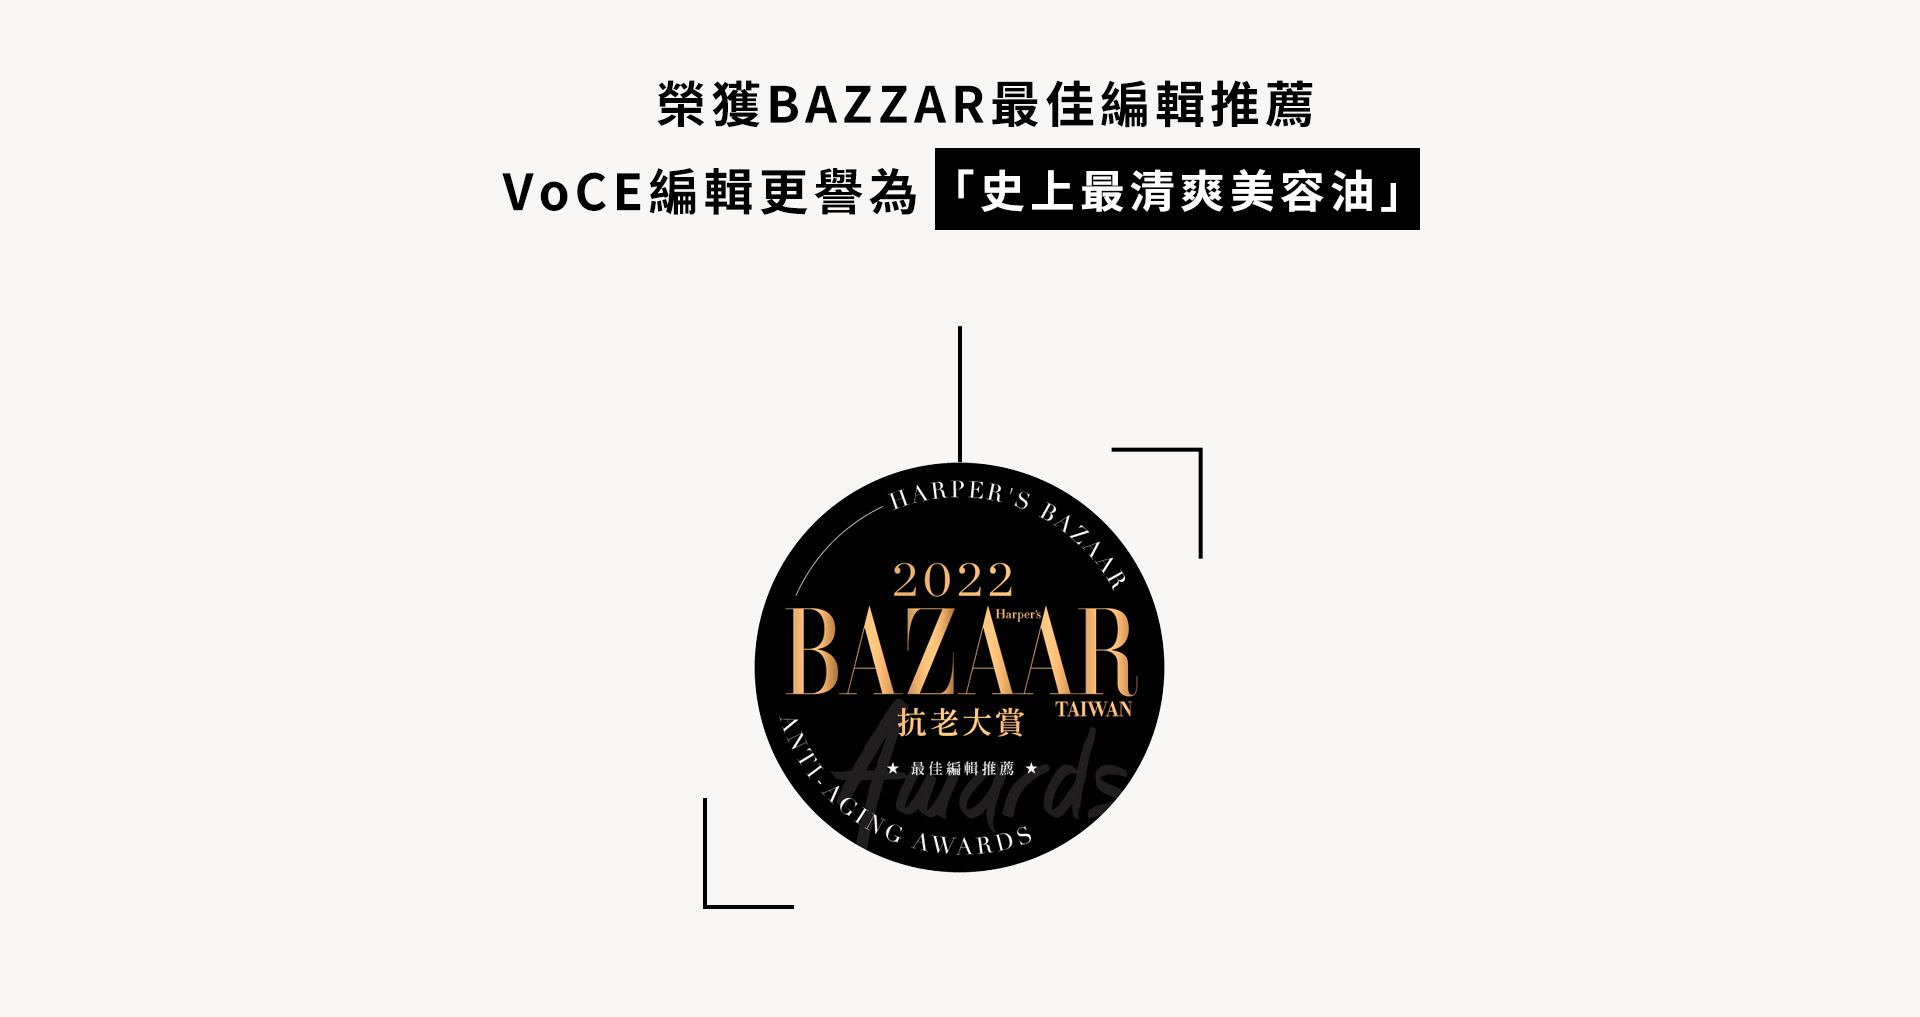 榮獲BAZZAR最佳編輯推薦
VoCE編輯更譽為「史上最清爽美容油」
HARPER'S BAZAAR
2022
BAZAAR
Harper's
TAIWAN
抗老大賞
★ 最佳編輯推薦 ★
Awards
ANTI-AGING AWARDS